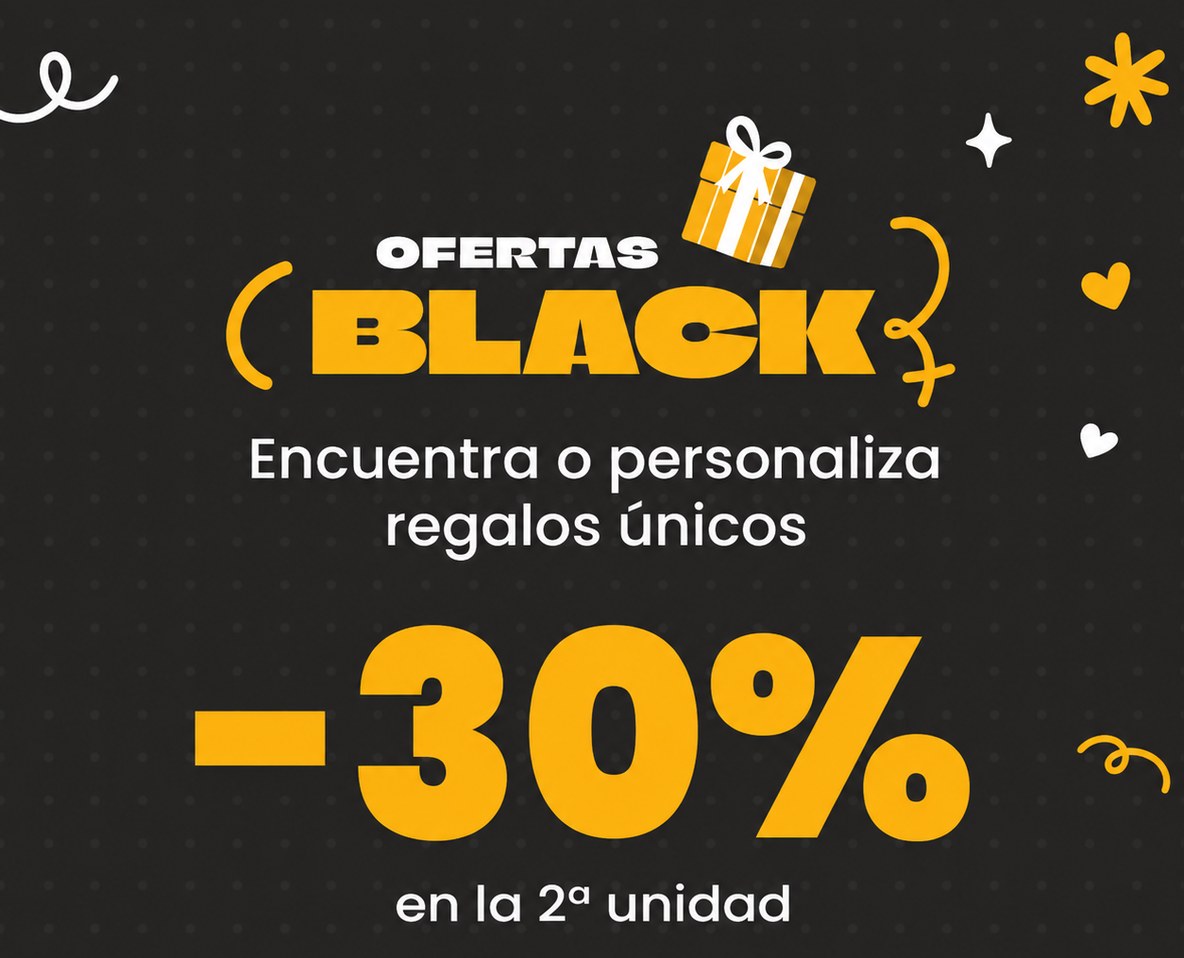 OFERTAS
BLACK
Encuentra o personaliza
regalos únicos
-30%
en la 2ª unidad